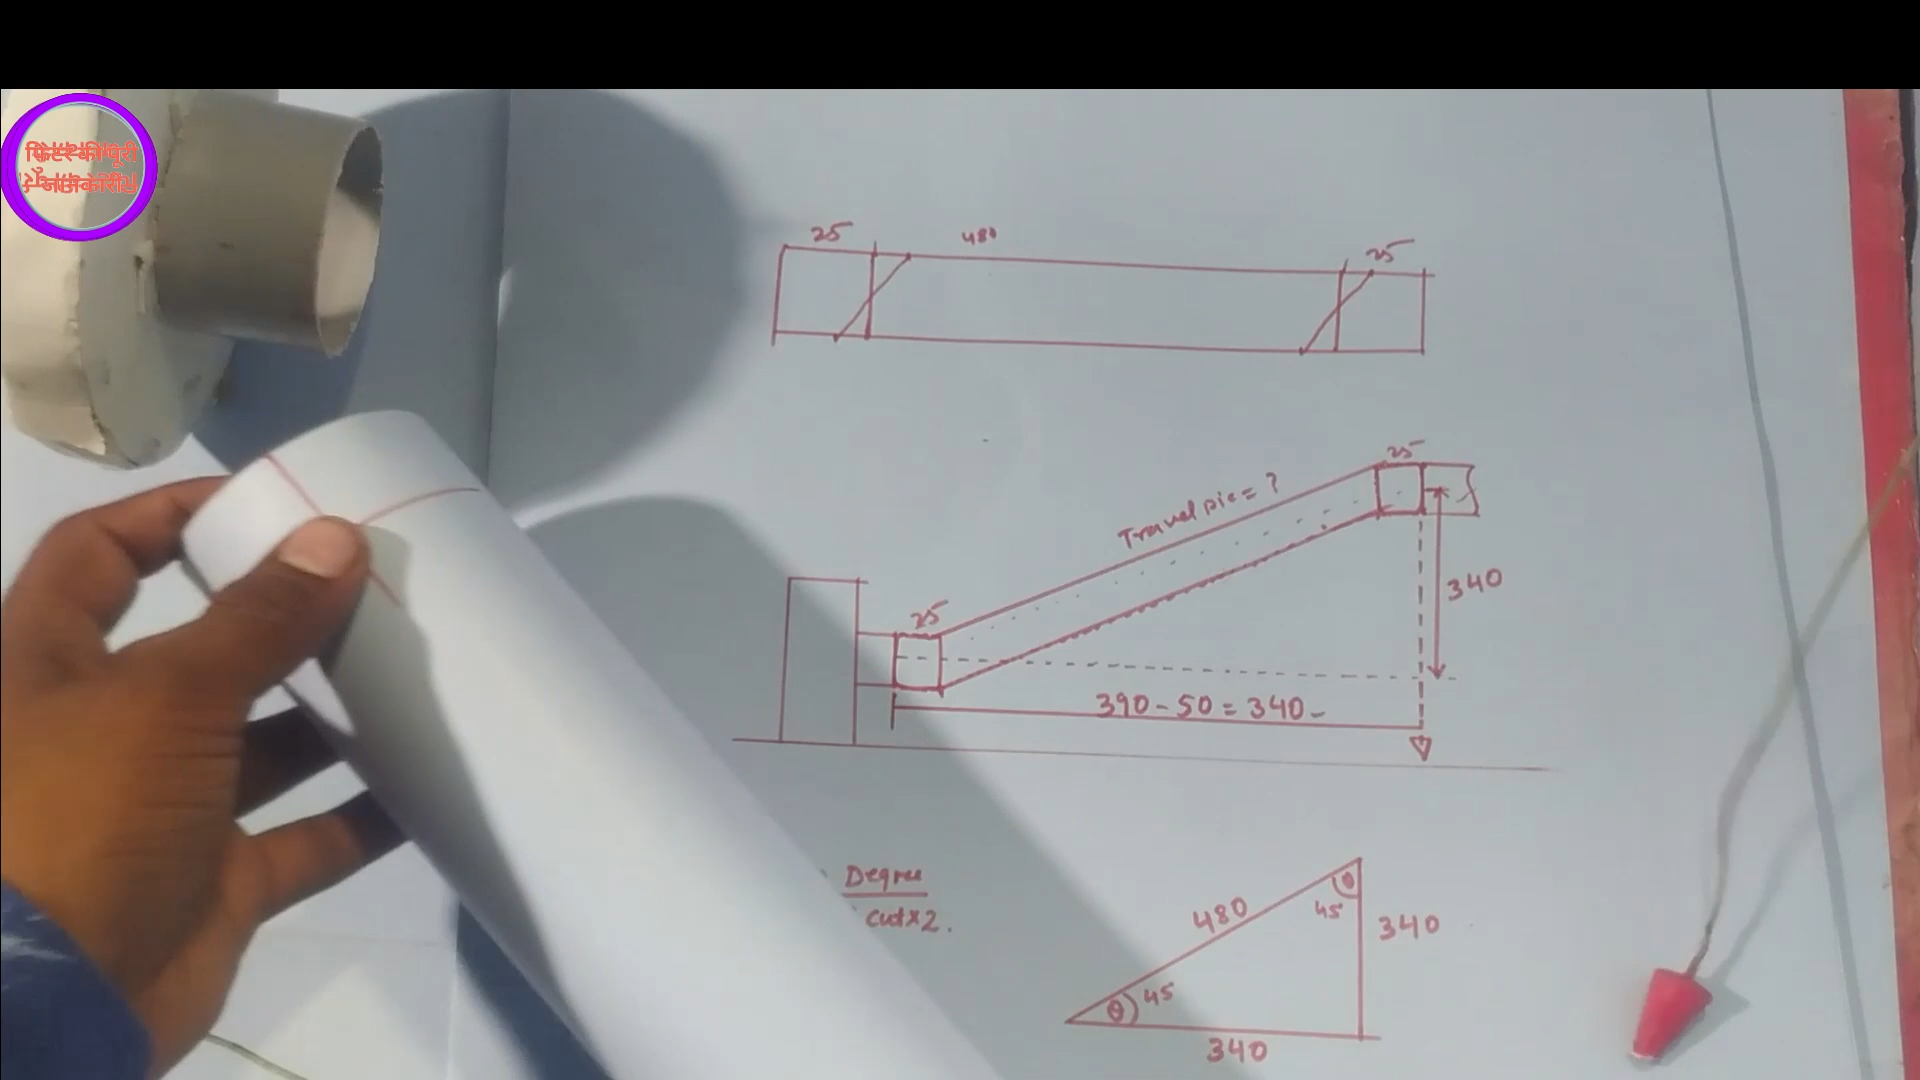 25
480
25
25
Travel pic = ?
340
25
390 - 50 = 340 -
Degree
cut x 2.
480
θ
45
340
θ
45
340